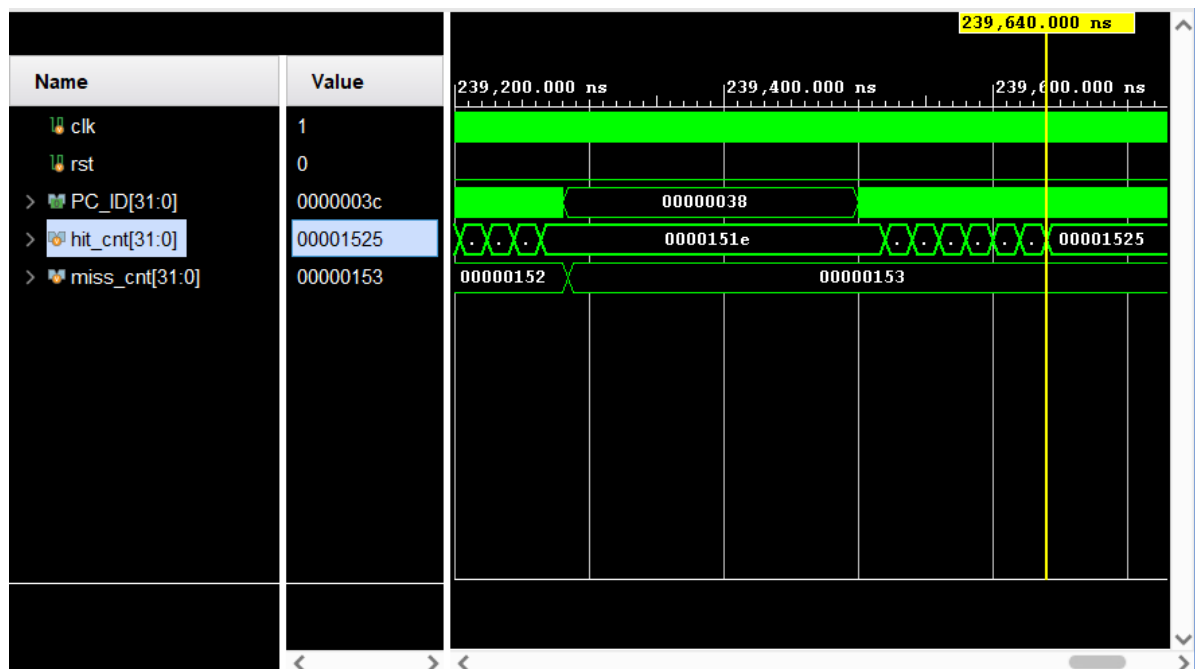 239,640.000 ns
Name Value 239,200.000 ns 239,400.000 ns 239,600.000 ns
clk 1
rst 0
PC_ID[31:0] 0000003c 00000038
hit_cnt[31:0] 00001525 . . . 0000151e . . . . . . 00001525
miss_cnt[31:0] 00000153 00000152 00000153